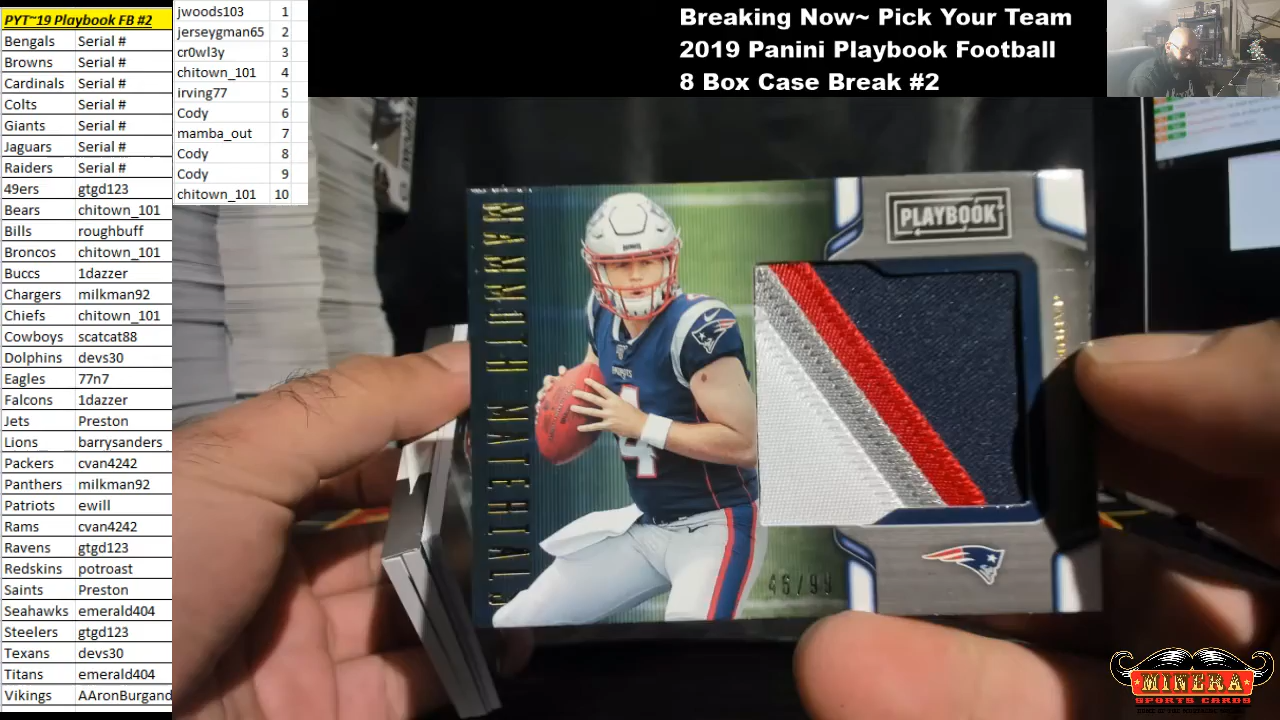 PYT~19 Playbook FB #2
Bengals Serial #
Browns Serial #
Cardinals Serial #
Colts Serial #
Giants Serial #
Jaguars Serial #
Raiders Serial #
49ers gtgd123
Bears chitown_101
Bills roughbuff
Broncos chitown_101
Buccs 1dazzer
Chargers milkman92
Chiefs chitown_101
Cowboys scatcat88
Dolphins devs30
Eagles 77n7
Falcons 1dazzer
Jets Preston
Lions barrysanders
Packers cvan4242
Panthers milkman92
Patriots ewill
Rams cvan4242
Ravens gtgd123
Redskins potroast
Saints Preston
Seahawks emerald404
Steelers gtgd123
Texans devs30
Titans emerald404
Vikings AAronBurgand
jwoods103 1
jerseygman65 2
cr0wl3y 3
chitown_101 4
irving77 5
Cody 6
mamba_out 7
Cody 8
Cody 9
chitown_101 10
Breaking Now~ Pick Your Team
2019 Panini Playbook Football
8 Box Case Break #2
MAMMOTH MATERIALS
PLAYBOOK
PATRIOTS
4
46/99
MINERA
SPORTS CARDS